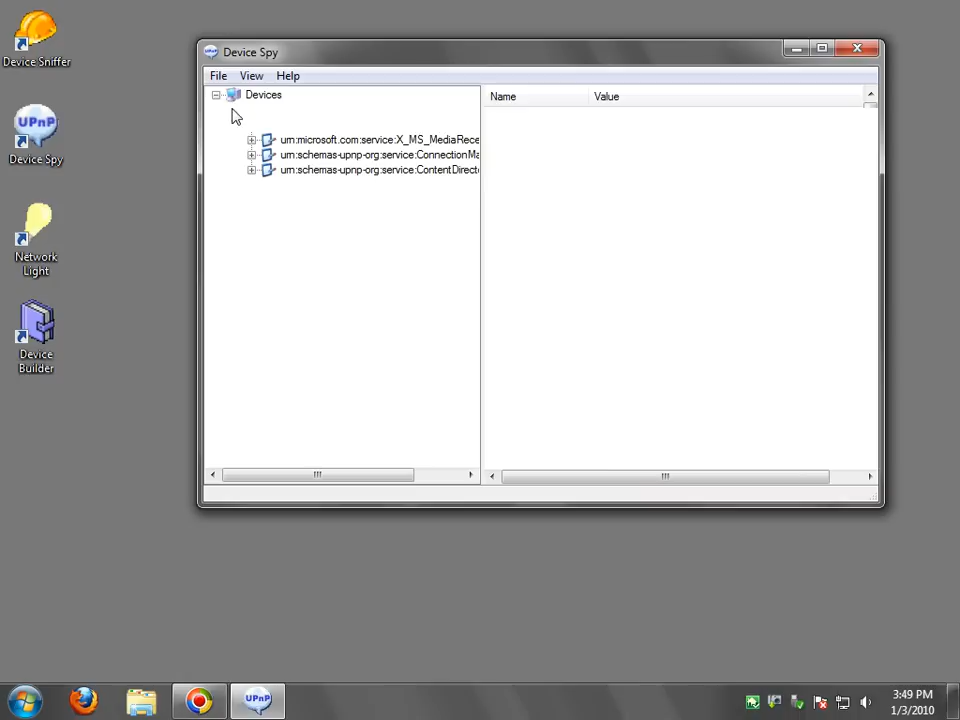 Device Sniffer
UPnP
Device Spy
Network
Light
Device
Builder
UPnP
Device Spy
File View Help
Devices
urn:microsoft.com:service:X_MS_MediaRece
urn:schemas-upnp-org:service:ConnectionMa
urn:schemas-upnp-org:service:ContentDirect
Name Value
UPnP
3:49 PM
1/3/2010